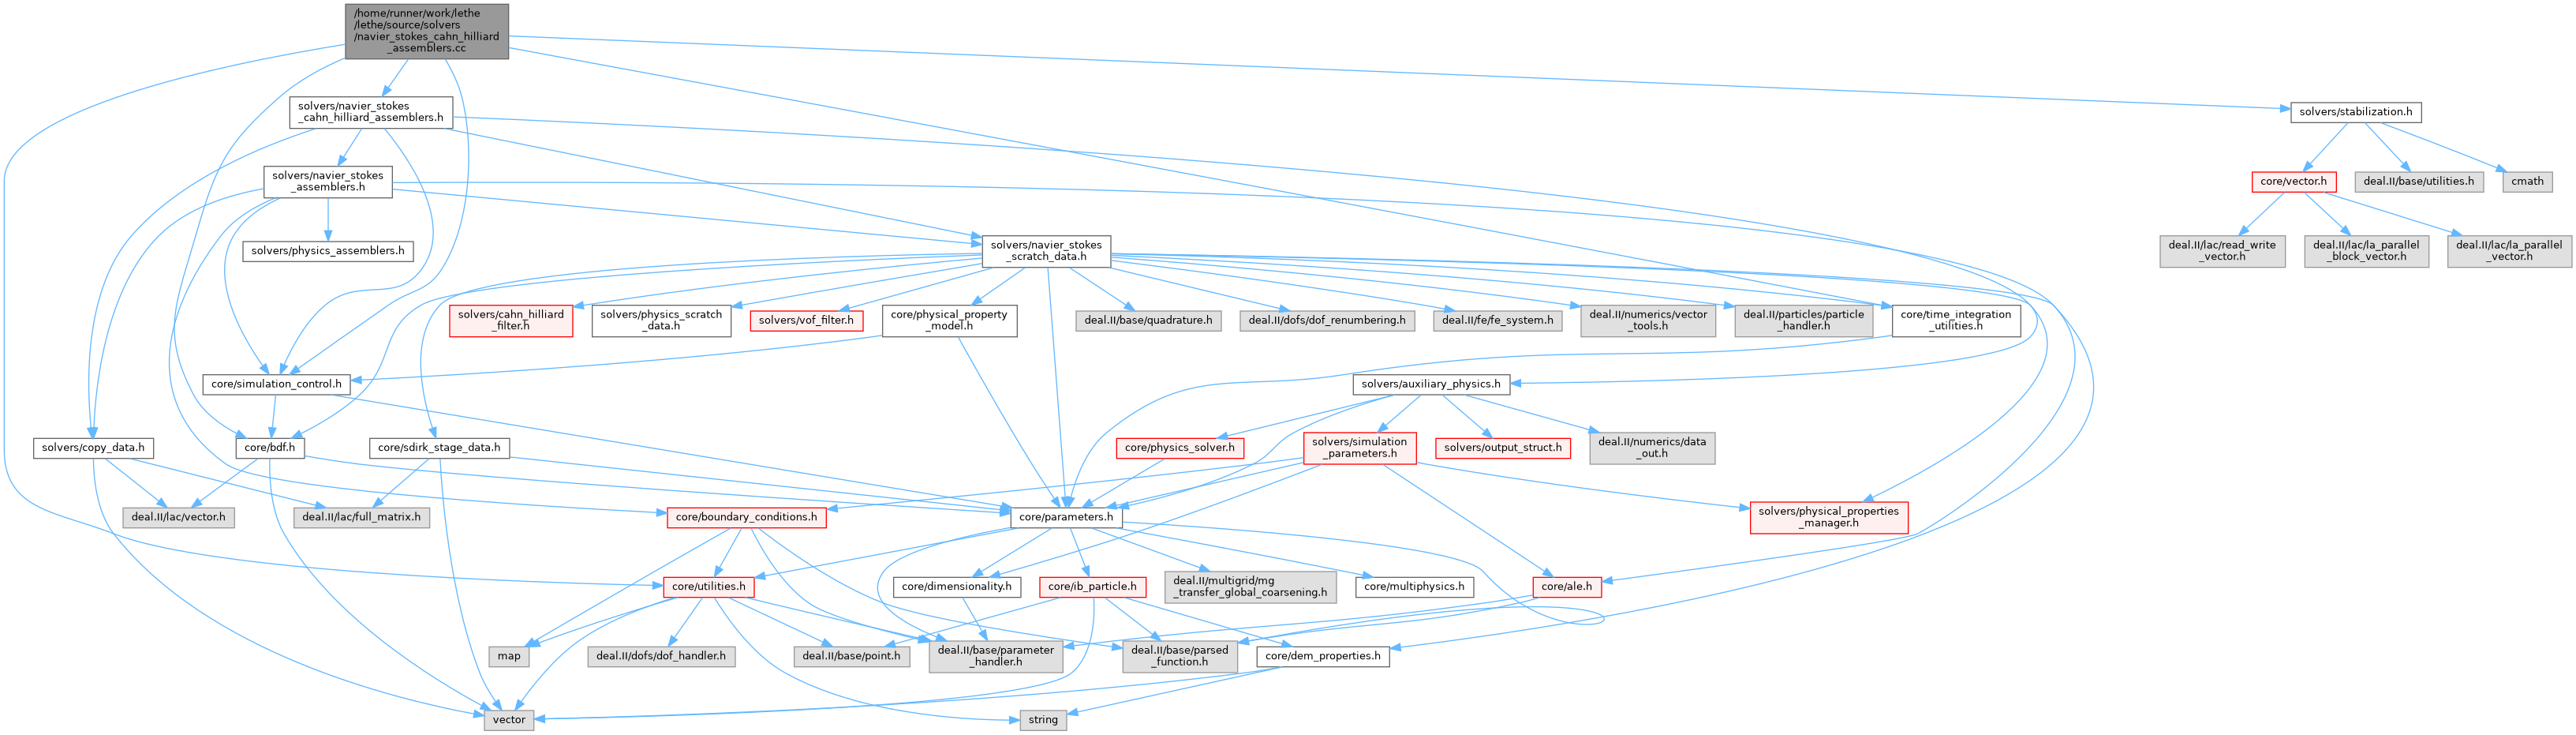 /home/runner/work/lethe
/lethe/source/solvers
/navier_stokes_cahn_hilliard
_assemblers.cc
solvers/navier_stokes
_cahn_hilliard_assemblers.h
solvers/stabilization.h
solvers/navier_stokes
_assemblers.h
core/vector.h
deal.II/base/utilities.h
cmath
solvers/physics_assemblers.h
solvers/navier_stokes
_scratch_data.h
deal.II/lac/read_write
_vector.h
deal.II/lac/la_parallel
_block_vector.h
deal.II/lac/la_parallel
_vector.h
solvers/cahn_hilliard
_filter.h
solvers/physics_scratch
_data.h
solvers/vof_filter.h
core/physical_property
_model.h
deal.II/base/quadrature.h
deal.II/dofs/dof_renumbering.h
deal.II/fe/fe_system.h
deal.II/numerics/vector
_tools.h
deal.II/particles/particle
_handler.h
core/time_integration
_utilities.h
core/simulation_control.h
solvers/auxiliary_physics.h
solvers/copy_data.h
core/bdf.h
core/sdirk_stage_data.h
core/physics_solver.h
solvers/simulation
_parameters.h
solvers/output_struct.h
deal.II/numerics/data
_out.h
deal.II/lac/vector.h
deal.II/lac/full_matrix.h
core/boundary_conditions.h
core/parameters.h
solvers/physical_properties
_manager.h
core/utilities.h
core/dimensionality.h
core/ib_particle.h
deal.II/multigrid/mg
_transfer_global_coarsening.h
core/multiphysics.h
core/ale.h
map
deal.II/dofs/dof_handler.h
deal.II/base/point.h
deal.II/base/parameter
_handler.h
deal.II/base/parsed
_function.h
core/dem_properties.h
vector
string